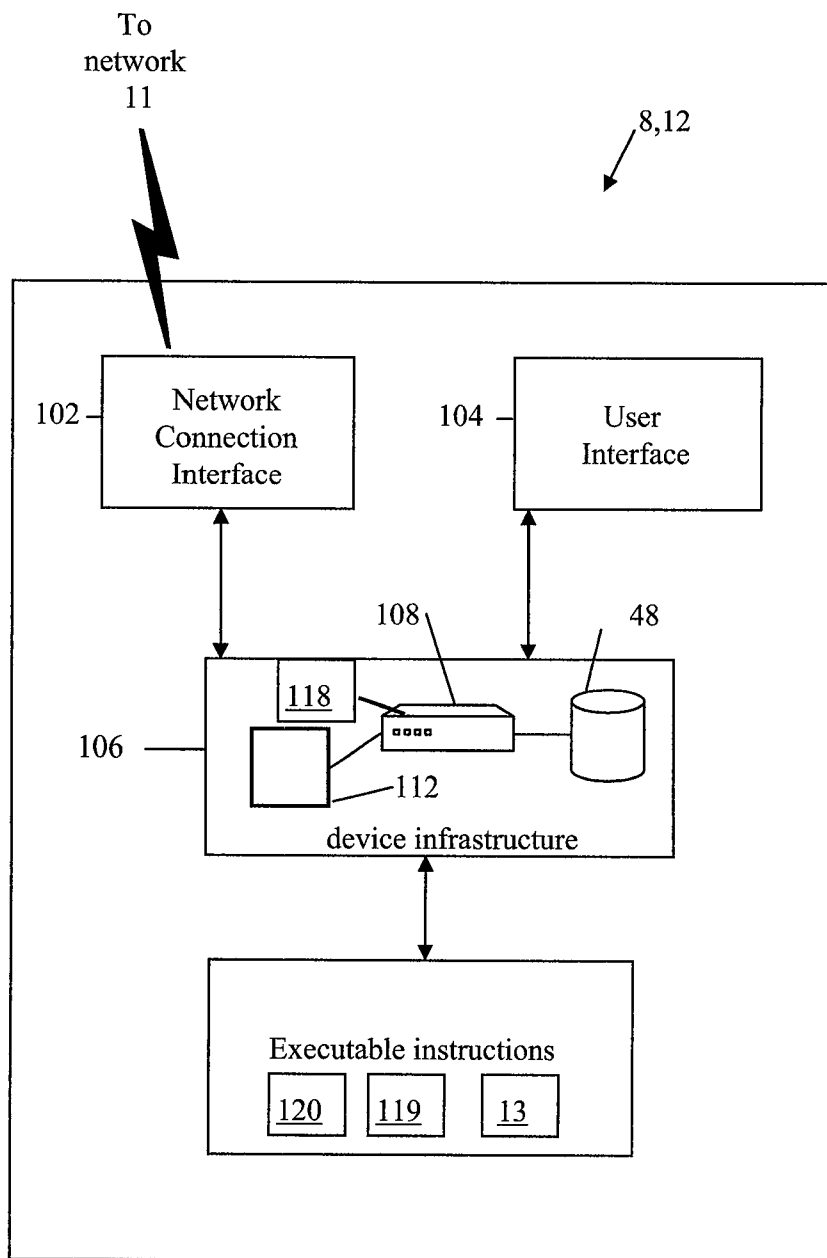 To
network
11
8,12
102
Network
Connection
Interface
104
User
Interface
108
48
118
106
112
device infrastructure
Executable instructions
120
119
13